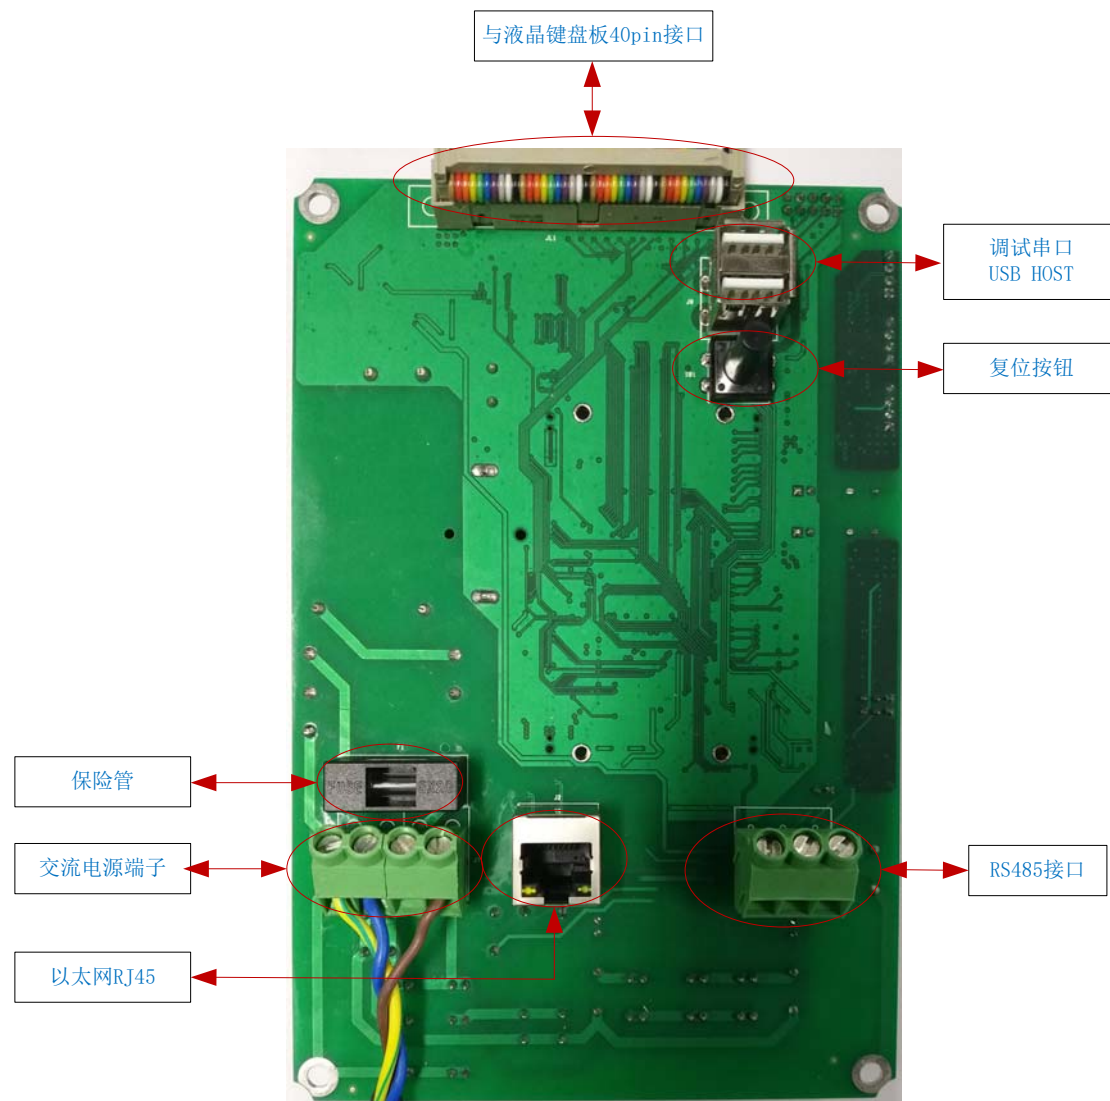 与液晶键盘板40pin接口
调试串口
USB HOST
复位按钮
保险管
交流电源端子
RS485接口
以太网RJ45